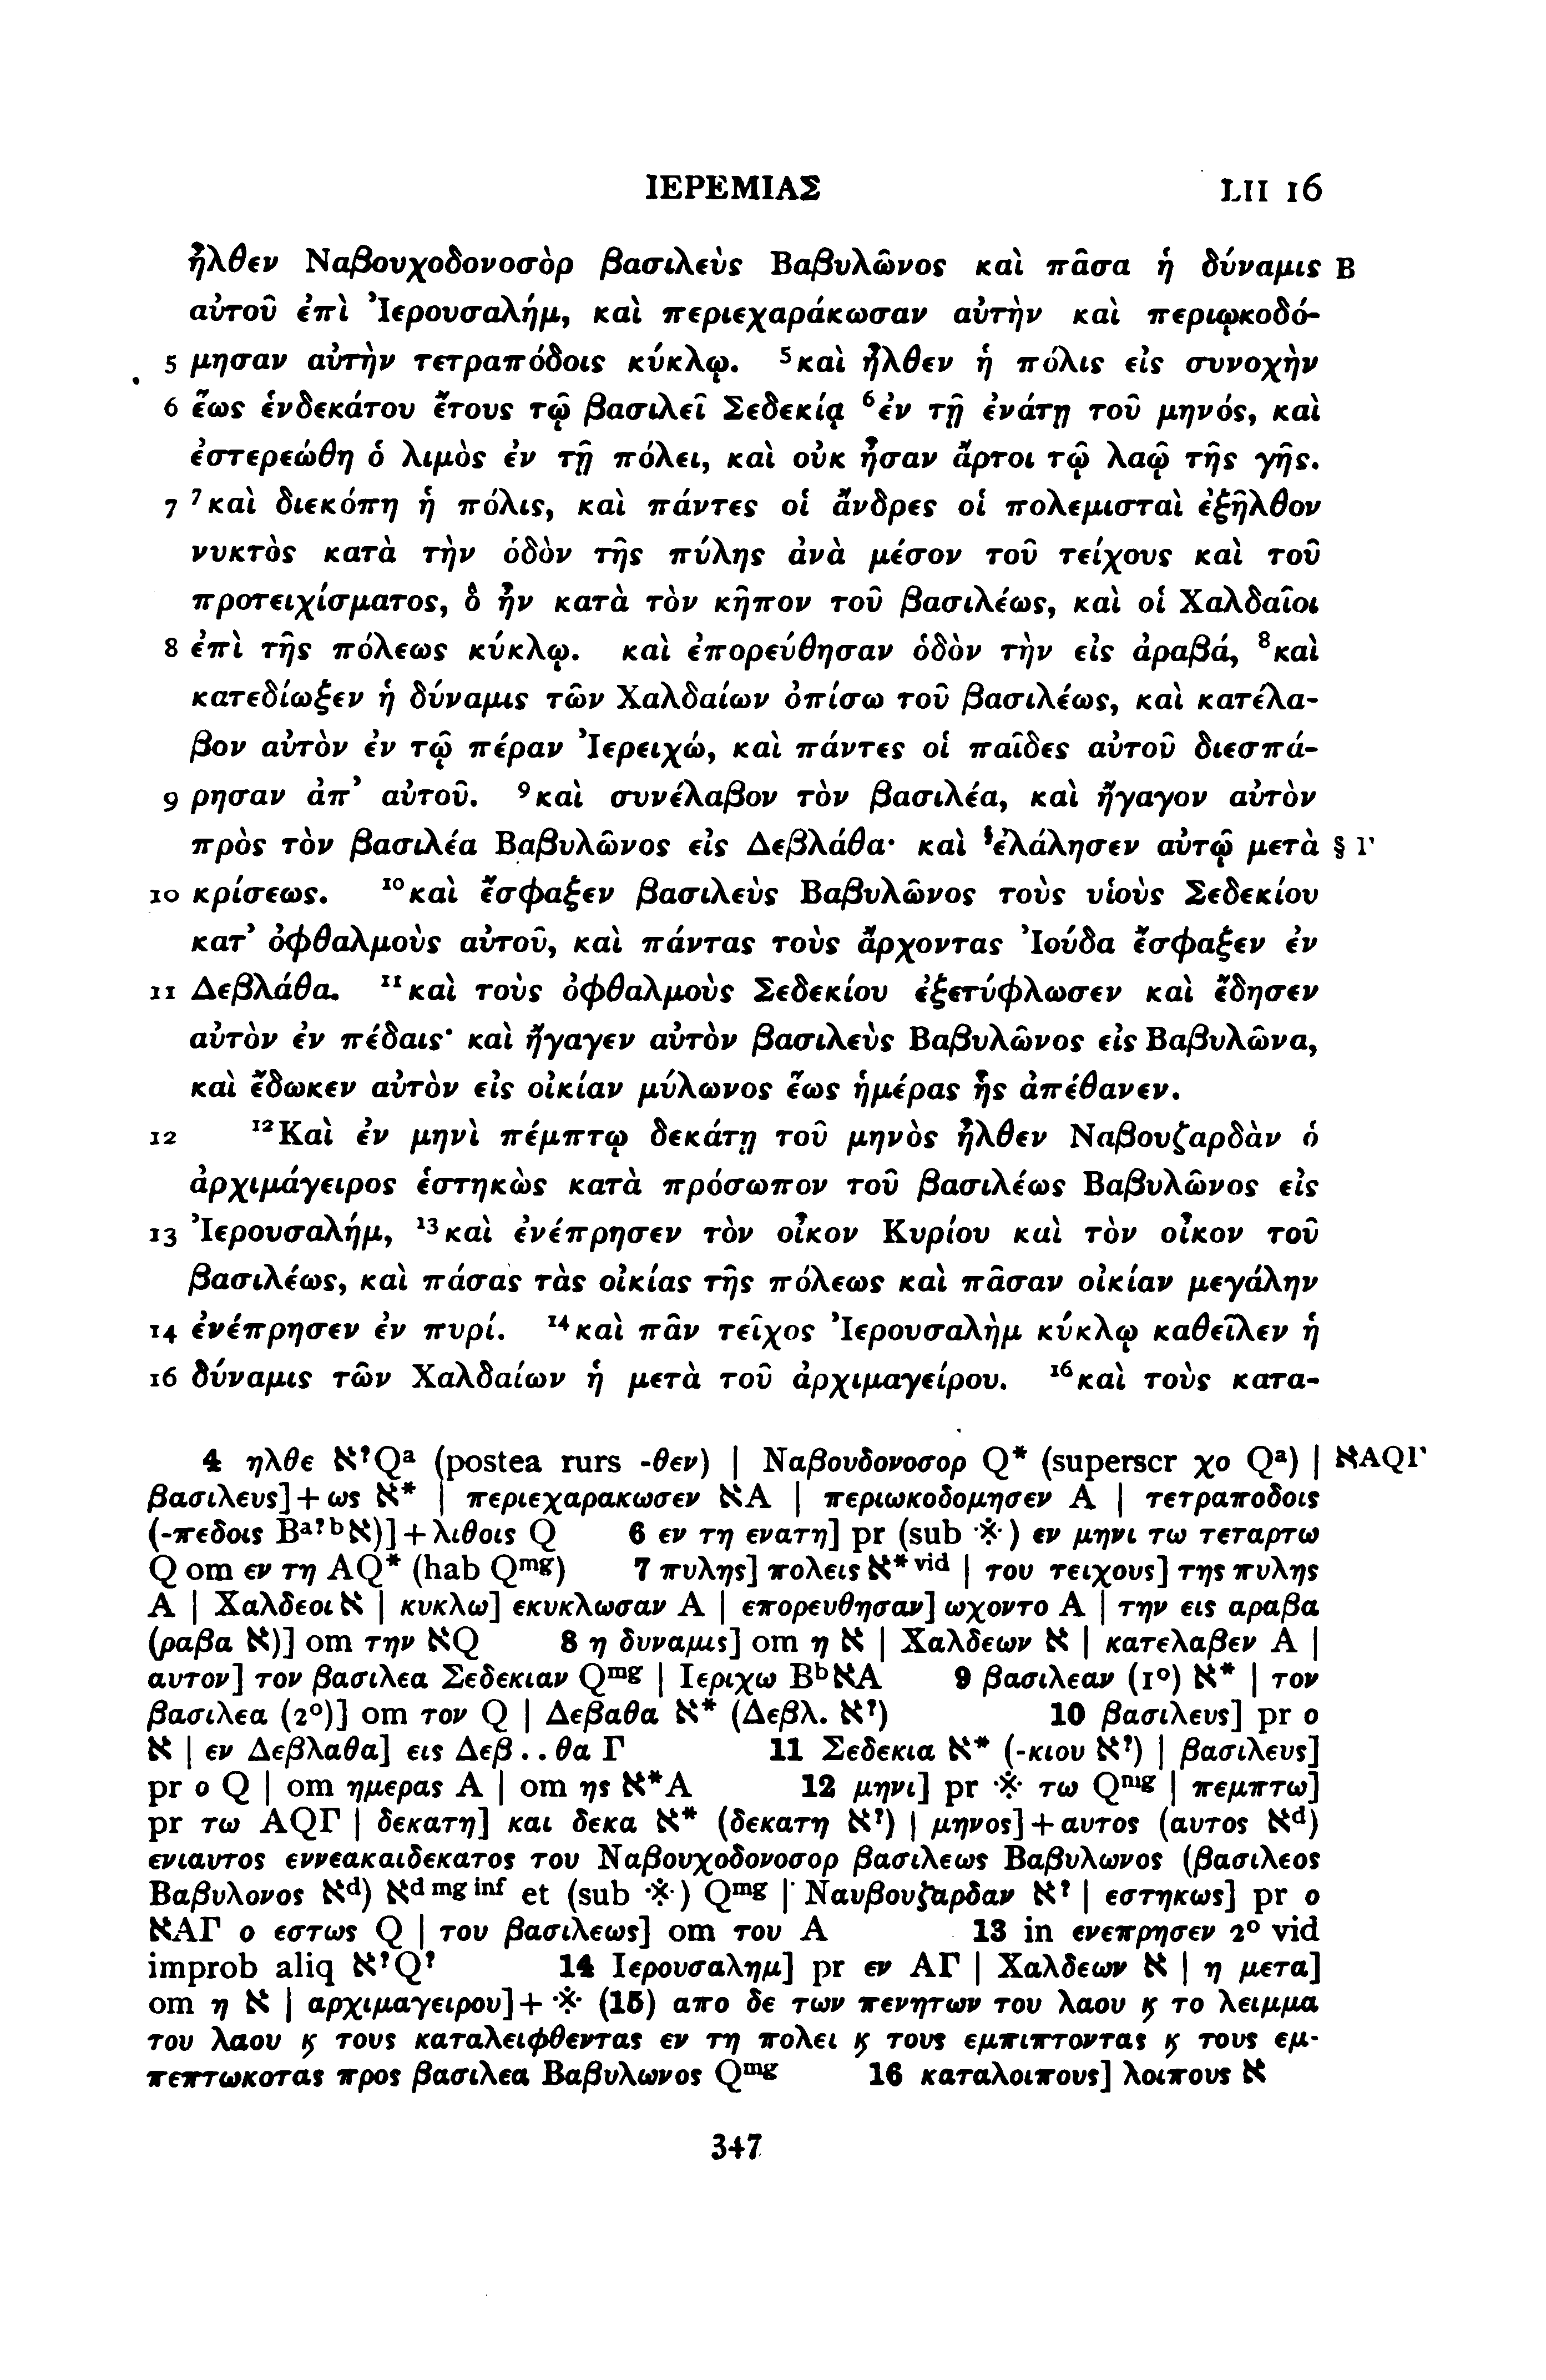 ΙΕΡΕΜΙΑΣ LII 16
ἦλθεν Ναβουχοδονοσὸρ βασιλεὺς Βαβυλῶνος καὶ πᾶσα ἡ δύναμις B
αὐτοῦ ἐπὶ Ἰερουσαλήμ, καὶ περιεχαράκωσαν αὐτὴν καὶ περιῳκοδό-
5 μησαν αὐτὴν τετραπόδοις κύκλῳ. ⁵καὶ ἦλθεν ἡ πόλις εἰς συνοχὴν
6 ἕως ἑνδεκάτου ἔτους τῷ βασιλεῖ Σεδεκίᾳ ⁶ἐν τῇ ἐνάτῃ τοῦ μηνός, καὶ
ἐστερεώθη ὁ λιμὸς ἐν τῇ πόλει, καὶ οὐκ ἦσαν ἄρτοι τῷ λαῷ τῆς γῆς.
7 ⁷καὶ διεκόπη ἡ πόλις, καὶ πάντες οἱ ἄνδρες οἱ πολεμισταὶ ἐξῆλθον
νυκτὸς κατὰ τὴν ὁδὸν τῆς πύλης ἀνὰ μέσον τοῦ τείχους καὶ τοῦ
προτειχίσματος, ὃ ἦν κατὰ τὸν κῆπον τοῦ βασιλέως, καὶ οἱ Χαλδαῖοι
8 ἐπὶ τῆς πόλεως κύκλῳ. καὶ ἐπορεύθησαν ὁδὸν τὴν εἰς ἀραβά, ⁸καὶ
κατεδίωξεν ἡ δύναμις τῶν Χαλδαίων ὀπίσω τοῦ βασιλέως, καὶ κατέλα-
βον αὐτὸν ἐν τῷ πέραν Ἰερειχώ, καὶ πάντες οἱ παῖδες αὐτοῦ διεσπά-
9 ρησαν ἀπ’ αὐτοῦ. ⁹καὶ συνέλαβον τὸν βασιλέα, καὶ ἤγαγον αὐτὸν
πρὸς τὸν βασιλέα Βαβυλῶνος εἰς Δεβλάθα· καὶ §ἐλάλησεν αὐτῷ μετὰ § Γ
10 κρίσεως. ¹⁰καὶ ἔσφαξεν βασιλεὺς Βαβυλῶνος τοὺς υἱοὺς Σεδεκίου
κατ’ ὀφθαλμοὺς αὐτοῦ, καὶ πάντας τοὺς ἄρχοντας Ἰούδα ἔσφαξεν ἐν
11 Δεβλάθα. ¹¹καὶ τοὺς ὀφθαλμοὺς Σεδεκίου ἐξετύφλωσεν καὶ ἔδησεν
αὐτὸν ἐν πέδαις· καὶ ἤγαγεν αὐτὸν βασιλεὺς Βαβυλῶνος εἰς Βαβυλῶνα,
καὶ ἔδωκεν αὐτὸν εἰς οἰκίαν μύλωνος ἕως ἡμέρας ἧς ἀπέθανεν.
12 ¹²Καὶ ἐν μηνὶ πέμπτῳ δεκάτῃ τοῦ μηνὸς ἦλθεν Ναβουζαρδὰν ὁ
ἀρχιμάγειρος ἑστηκὼς κατὰ πρόσωπον τοῦ βασιλέως Βαβυλῶνος εἰς
13 Ἰερουσαλήμ, ¹³καὶ ἐνέπρησεν τὸν οἶκον Κυρίου καὶ τὸν οἶκον τοῦ
βασιλέως, καὶ πάσας τὰς οἰκίας τῆς πόλεως καὶ πᾶσαν οἰκίαν μεγάλην
14 ἐνέπρησεν ἐν πυρί. ¹⁴καὶ πᾶν τεῖχος Ἰερουσαλὴμ κύκλῳ καθεῖλεν ἡ
16 δύναμις τῶν Χαλδαίων ἡ μετὰ τοῦ ἀρχιμαγείρου. ¹⁶καὶ τοὺς κατα-
4 ηλθε א?Qᵃ (postea rurs -θεν) | Ναβουδονοσορ Q* (superscr χο Qᵃ) | אAQΓ
βασιλευς]+ως א* | περιεχαρακωσεν אA | περιωκοδομησεν A | τετραποδοις
(-πεδοις Bᵃ?ᵇא)]+λιθοις Q 6 εν τη ενατη] pr (sub ※) εν μηνι τω τεταρτω
Q om εν τη AQ* (hab Qᵐᵍ) 7 πυλης] πολεις א*ᵛⁱᵈ | του τειχους] της πυλης
A | Χαλδεοι א | κυκλω] εκυκλωσαν A | επορευθησαν] ωχοντο A | την εις αραβα
(ραβα א)] om την אQ 8 η δυναμις] om η א | Χαλδεων א | κατελαβεν A |
αυτον] τον βασιλεα Σεδεκιαν Qᵐᵍ | Ιεριχω BᵇאA 9 βασιλεαν (1º) א* | τον
βασιλεα (2º)] om τον Q | Δεβαθα א* (Δεβλ. א?) 10 βασιλευς] pr ο
א | εν Δεβλαθα] εις Δεβ..θα Γ 11 Σεδεκια א* (-κιου א?) | βασιλευς]
pr ο Q | om ημερας A | om ης א*A 12 μηνι] pr ※ τω Qᵐᵍ | πεμπτω]
pr τω AQΓ | δεκατη] και δεκα א* (δεκατη א?) | μηνος]+αυτος (αυτος אᵈ)
ενιαυτος εννεακαιδεκατος του Ναβουχοδονοσορ βασιλεως Βαβυλωνος (βασιλεος
Βαβυλονος אᵈ) אᵈ ᵐᵍ ⁱⁿᶠ et (sub ※) Qᵐᵍ | Ναυβουζαρδαν א? | εστηκως] pr ο
אAΓ ο εστως Q | του βασιλεως] om του A 13 in ενεπρησεν 2º vid
improb aliq א?Q? 14 Ιερουσαλημ] pr εν AΓ | Χαλδεων א | η μετα]
om η א | αρχιμαγειρου]+ ※ (15) απο δε των πενητων του λαου ϗ το λειμμα
του λαου ϗ τους καταλειφθεντας εν τη πολει ϗ τους εμπιπτοντας ϗ τους εμ-
πεπτωκοτας προς βασιλεα Βαβυλωνος Qᵐᵍ 16 καταλοιπους] λοιπους א
347